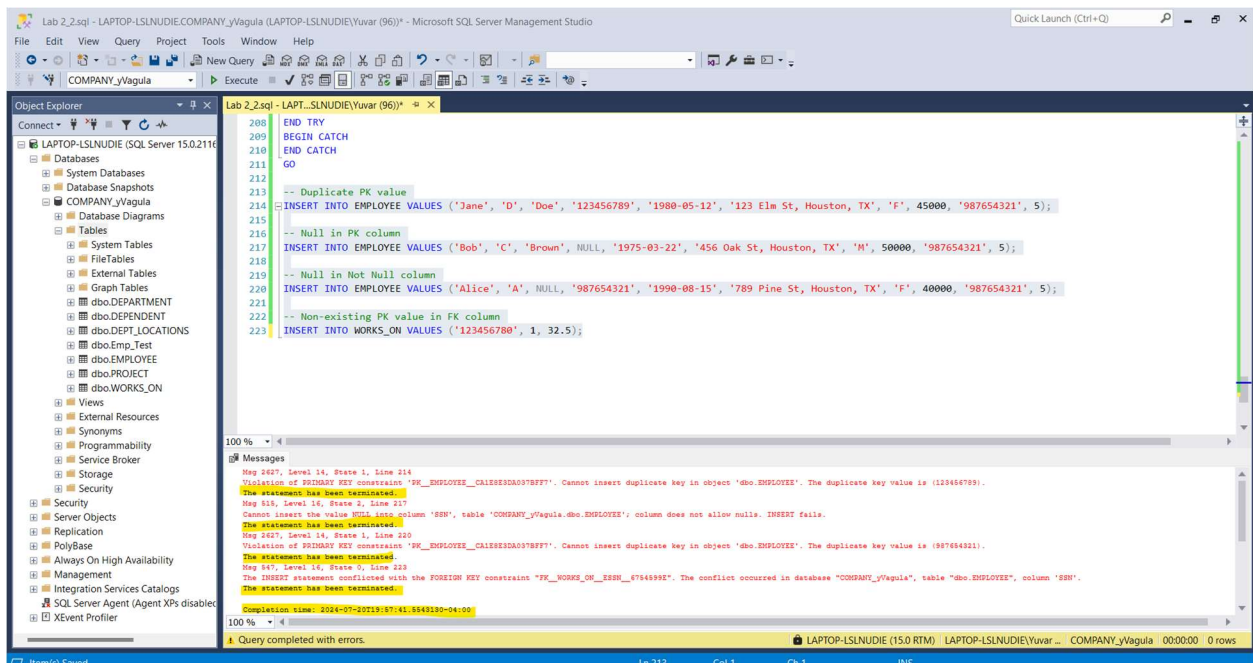 Lab 2_2.sql - LAPTOP-LSLNUDIE.COMPANY_yVagula (LAPTOP-LSLNUDIE\Yuvar (96))* - Microsoft SQL Server Management Studio
Quick Launch (Ctrl+Q)
File Edit View Query Project Tools Window Help
New Query
COMPANY_yVagula
Execute
Object Explorer
Connect
LAPTOP-LSLNUDIE (SQL Server 15.0.2116
Databases
System Databases
Database Snapshots
COMPANY_yVagula
Database Diagrams
Tables
System Tables
FileTables
External Tables
Graph Tables
dbo.DEPARTMENT
dbo.DEPENDENT
dbo.DEPT_LOCATIONS
dbo.Emp_Test
dbo.EMPLOYEE
dbo.PROJECT
dbo.WORKS_ON
Views
External Resources
Synonyms
Programmability
Service Broker
Storage
Security
Security
Server Objects
Replication
PolyBase
Always On High Availability
Management
Integration Services Catalogs
SQL Server Agent (Agent XPs disabled
XEvent Profiler
Lab 2_2.sql - LAPT...SLNUDIE\Yuvar (96))*
208 END TRY
209 BEGIN CATCH
210 END CATCH
211 GO
212
213 -- Duplicate PK value
214 INSERT INTO EMPLOYEE VALUES ('Jane', 'D', 'Doe', '123456789', '1980-05-12', '123 Elm St, Houston, TX', 'F', 45000, '987654321', 5);
215
216 -- Null in PK column
217 INSERT INTO EMPLOYEE VALUES ('Bob', 'C', 'Brown', NULL, '1975-03-22', '456 Oak St, Houston, TX', 'M', 50000, '987654321', 5);
218
219 -- Null in Not Null column
220 INSERT INTO EMPLOYEE VALUES ('Alice', 'A', NULL, '987654321', '1990-08-15', '789 Pine St, Houston, TX', 'F', 40000, '987654321', 5);
221
222 -- Non-existing PK value in FK column
223 INSERT INTO WORKS_ON VALUES ('123456780', 1, 32.5);
100 %
Messages
Msg 2627, Level 14, State 1, Line 214
Violation of PRIMARY KEY constraint 'PK__EMPLOYEE__CA1E8E3DA037BFF7'. Cannot insert duplicate key in object 'dbo.EMPLOYEE'. The duplicate key value is (123456789).
The statement has been terminated.
Msg 515, Level 16, State 2, Line 217
Cannot insert the value NULL into column 'SSN', table 'COMPANY_yVagula.dbo.EMPLOYEE'; column does not allow nulls. INSERT fails.
The statement has been terminated.
Msg 2627, Level 14, State 1, Line 220
Violation of PRIMARY KEY constraint 'PK__EMPLOYEE__CA1E8E3DA037BFF7'. Cannot insert duplicate key in object 'dbo.EMPLOYEE'. The duplicate key value is (987654321).
The statement has been terminated.
Msg 547, Level 16, State 0, Line 223
The INSERT statement conflicted with the FOREIGN KEY constraint "FK__WORKS_ON__ESSN__6754599E". The conflict occurred in database "COMPANY_yVagula", table "dbo.EMPLOYEE", column 'SSN'.
The statement has been terminated.
Completion time: 2024-07-20T19:57:41.5543130-04:00
100 %
Query completed with errors.
LAPTOP-LSLNUDIE (15.0 RTM) LAPTOP-LSLNUDIE\Yuvar ... COMPANY_yVagula 00:00:00 0 rows
Item(s) Saved Ln 213 Col 1 Ch 1 INS